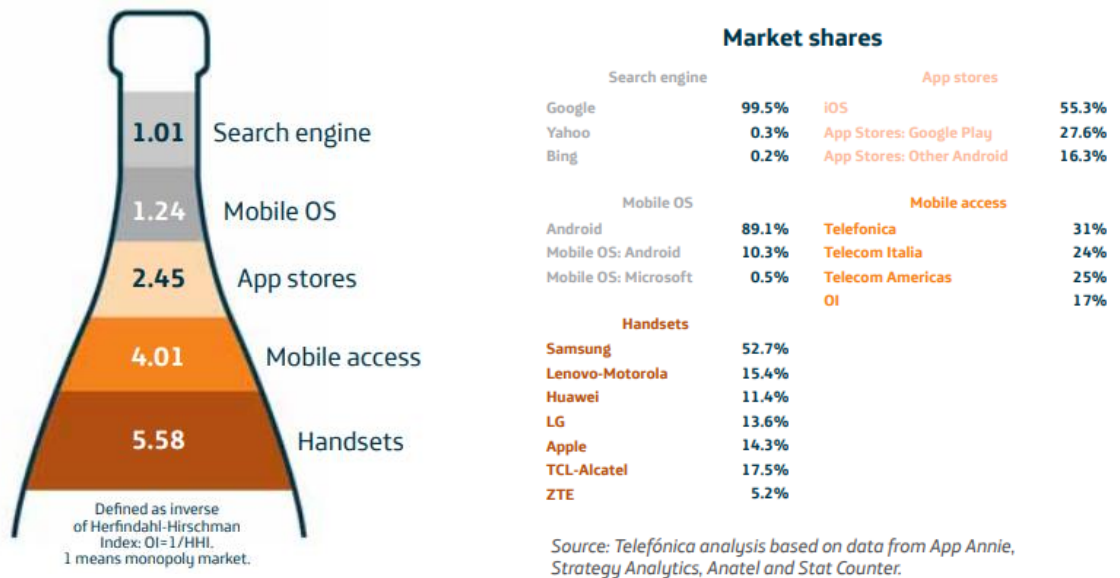 1.01 Search engine
1.24 Mobile OS
2.45 App stores
4.01 Mobile access
5.58 Handsets
Defined as inverse
of Herfindahl-Hirschman
Index: OI=1/HHI.
1 means monopoly market.
Market shares
Search engine
Google 99.5%
Yahoo 0.3%
Bing 0.2%
App stores
iOS 55.3%
App Stores: Google Play 27.6%
App Stores: Other Android 16.3%
Mobile OS
Android 89.1%
Mobile OS: Android 10.3%
Mobile OS: Microsoft 0.5%
Mobile access
Telefonica 31%
Telecom Italia 24%
Telecom Americas 25%
OI 17%
Handsets
Samsung 52.7%
Lenovo-Motorola 15.4%
Huawei 11.4%
LG 13.6%
Apple 14.3%
TCL-Alcatel 17.5%
ZTE 5.2%
Source: Telefónica analysis based on data from App Annie,
Strategy Analytics, Anatel and Stat Counter.